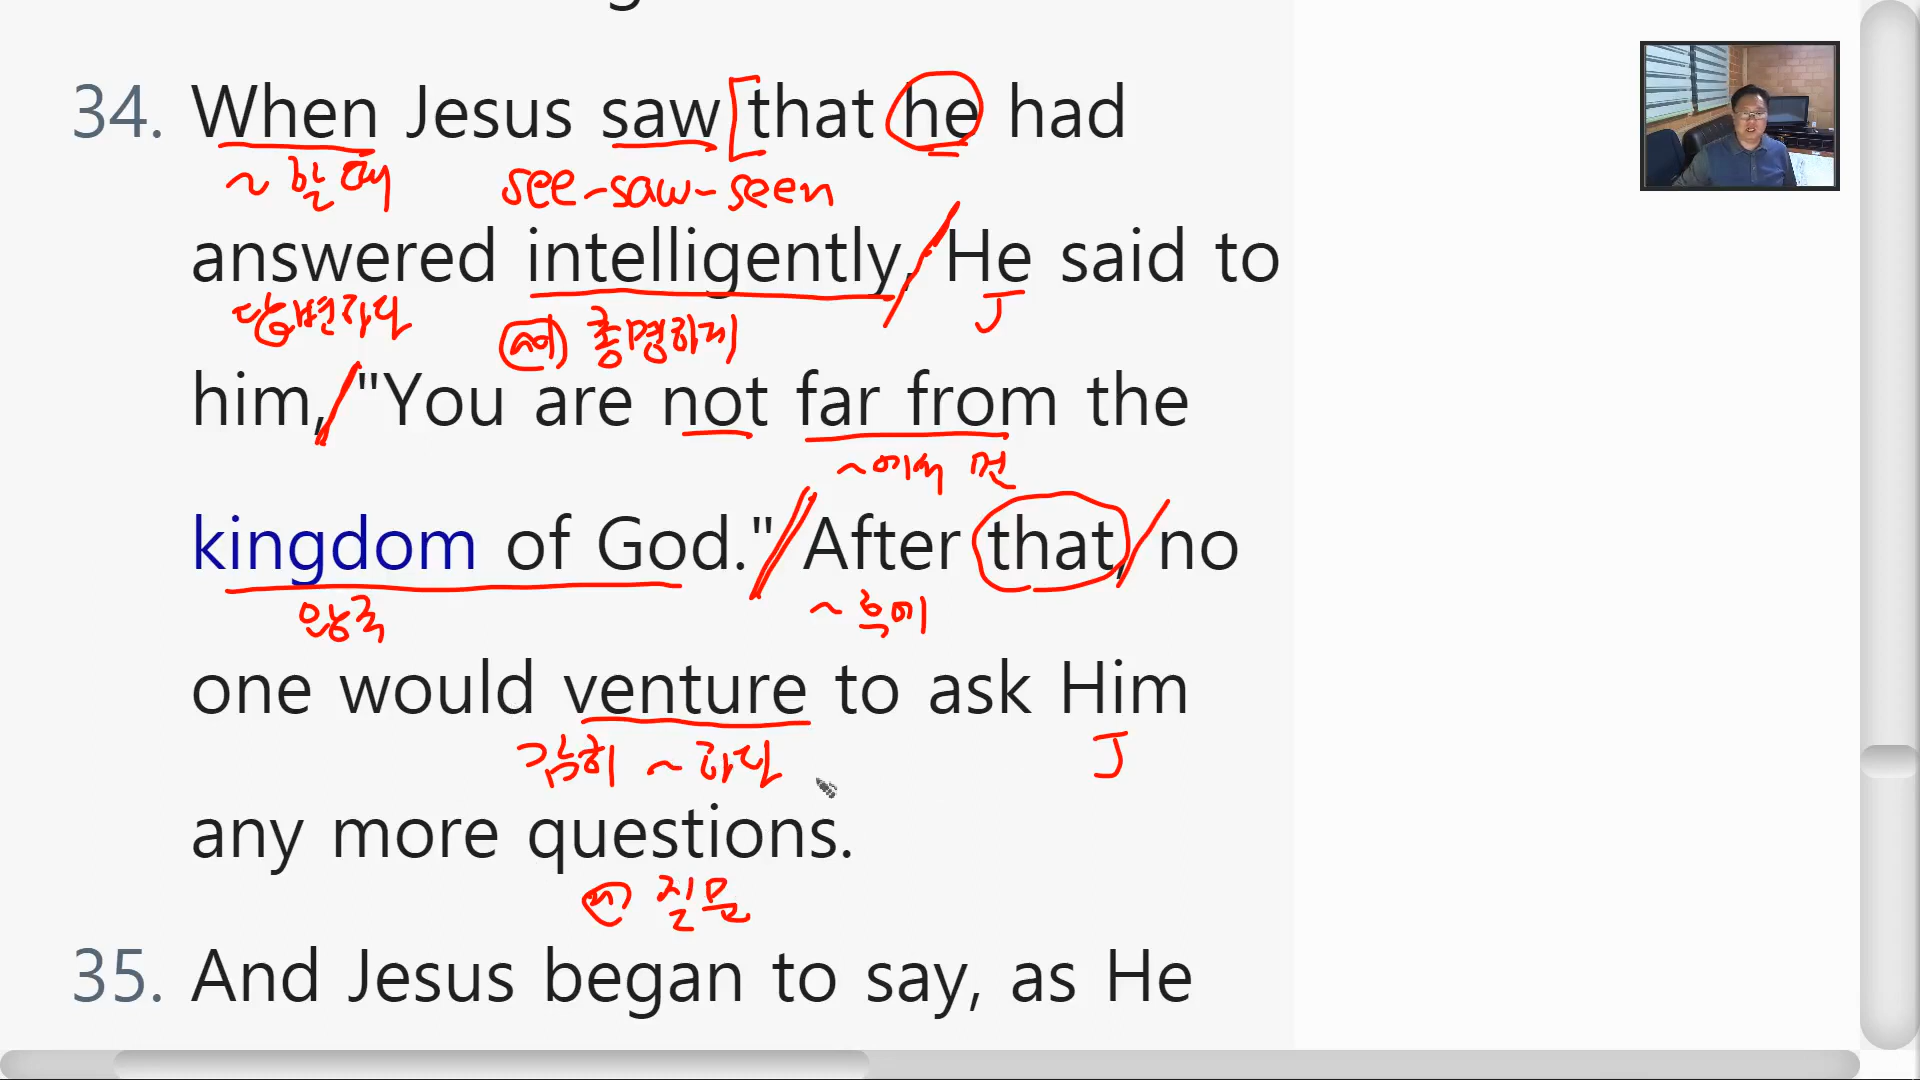 34. When Jesus saw [that he had
~ 할 때 see-saw-seen
answered intelligently, He said to
답변하다 총명하게 J
him, "You are not far from the
~에서 먼
kingdom of God." After that, no
왕국 ~ 후에
one would venture to ask Him
감히 ~ 하다 J
any more questions.
질문
35. And Jesus began to say, as He